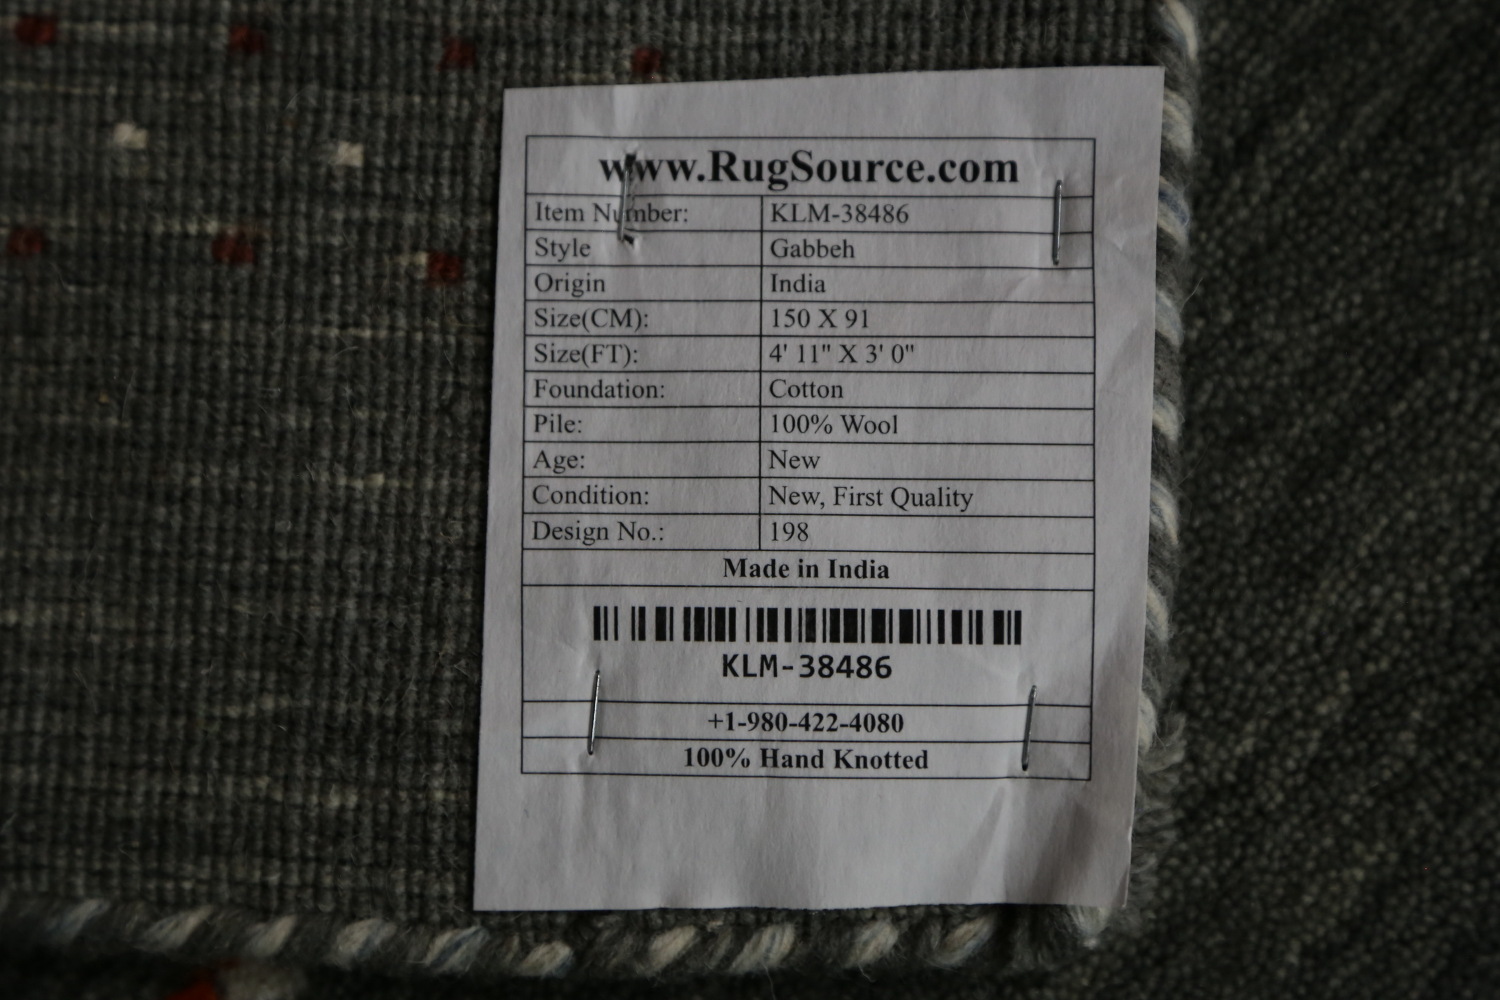 www.RugSource.com
Item Number: KLM-38486
Style Gabbeh
Origin India
Size(CM): 150 X 91
Size(FT): 4' 11" X 3' 0"
Foundation: Cotton
Pile: 100% Wool
Age: New
Condition: New, First Quality
Design No.: 198
Made in India
KLM-38486
+1-980-422-4080
100% Hand Knotted